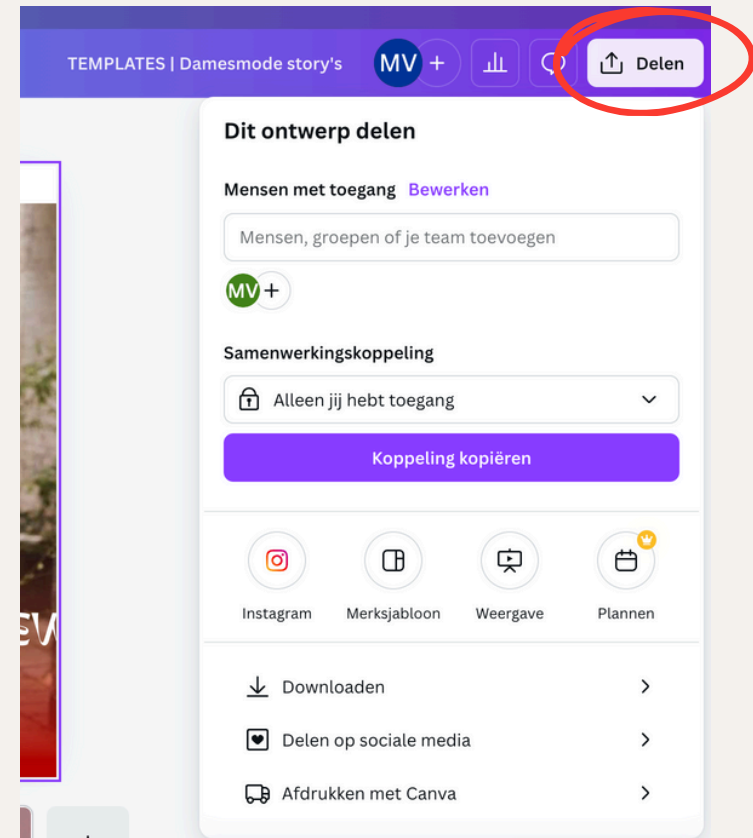 TEMPLATES | Damesmode story's
MV
Delen
Dit ontwerp delen
Mensen met toegang Bewerken
Mensen, groepen of je team toevoegen
MV
Samenwerkingskoppeling
Alleen jij hebt toegang
Koppeling kopiëren
Instagram Merksjabloon Weergave Plannen
Downloaden
Delen op sociale media
Afdrukken met Canva